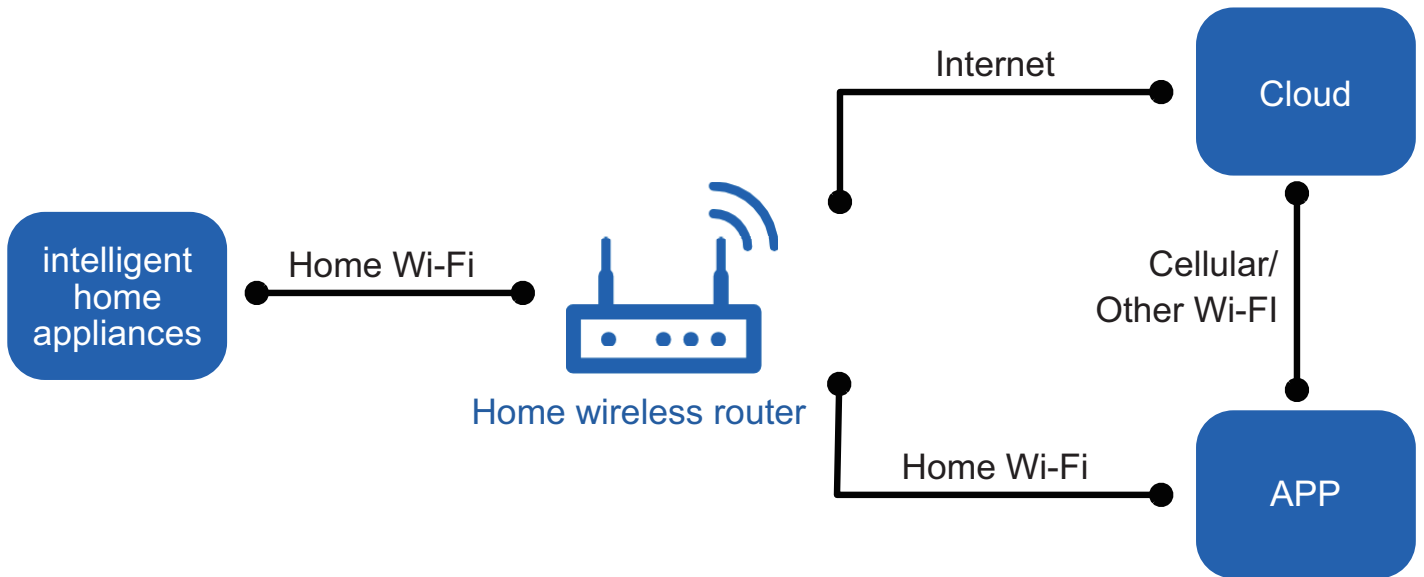 Internet
Cloud
intelligent
home
appliances
Home Wi-Fi
Cellular/
Other Wi-FI
Home wireless router
Home Wi-Fi
APP